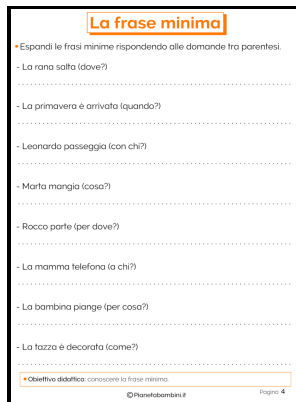 La frase minima
Espandi le frasi minime rispondendo alle domande tra parentesi.
- La rana salta (dove?)
- La primavera è arrivata (quando?)
- Leonardo passeggia (con chi?)
- Marta mangia (cosa?)
- Rocco parte (per dove?)
- La mamma telefona (a chi?)
- La bambina piange (per cosa?)
- La tazza è decorata (come?)
Obiettivo didattico: conoscere la frase minima.
© Pianetabambini.it
Pagina 4